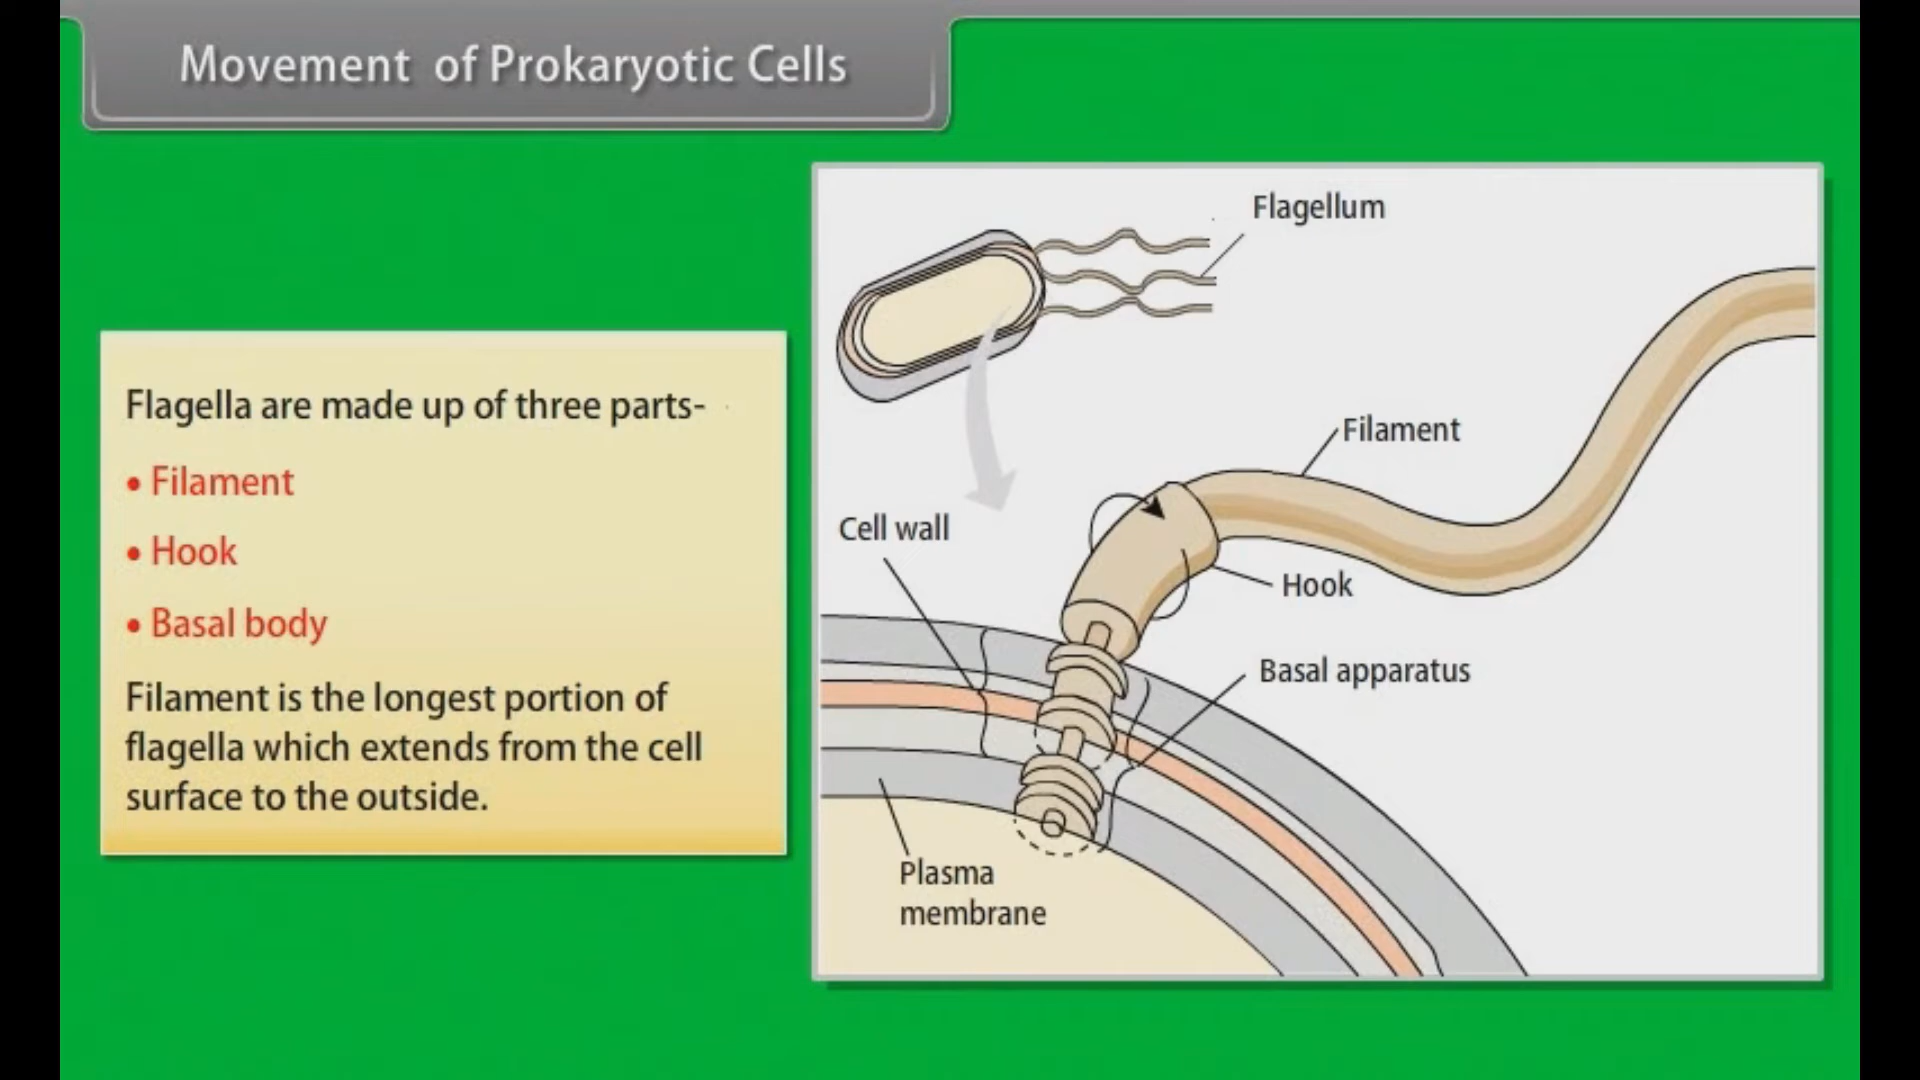 Movement of Prokaryotic Cells
Flagella are made up of three parts-
• Filament
• Hook
• Basal body
Filament is the longest portion of
flagella which extends from the cell
surface to the outside.
Flagellum
Filament
Cell wall
Hook
Basal apparatus
Plasma
membrane